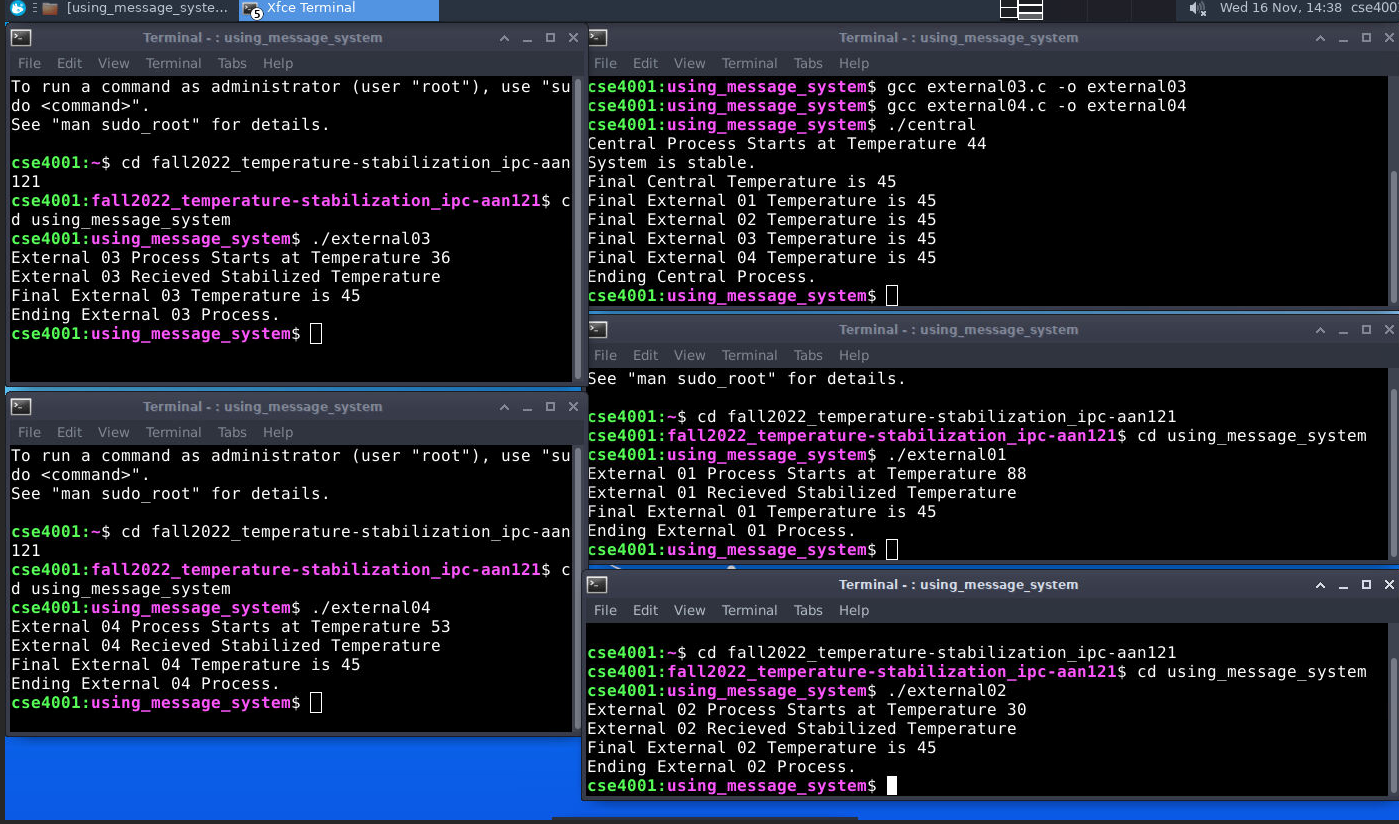 [using_message_syste...
5
Xfce Terminal
Wed 16 Nov, 14:38 cse400
Terminal - : using_message_system
File Edit View Terminal Tabs Help
To run a command as administrator (user "root"), use "su
do <command>".
See "man sudo_root" for details.
cse4001:~$ cd fall2022_temperature-stabilization_ipc-aan
121
cse4001:fall2022_temperature-stabilization_ipc-aan121$ c
d using_message_system
cse4001:using_message_system$ ./external03
External 03 Process Starts at Temperature 36
External 03 Recieved Stabilized Temperature
Final External 03 Temperature is 45
Ending External 03 Process.
cse4001:using_message_system$
Terminal - : using_message_system
File Edit View Terminal Tabs Help
cse4001:using_message_system$ gcc external03.c -o external03
cse4001:using_message_system$ gcc external04.c -o external04
cse4001:using_message_system$ ./central
Central Process Starts at Temperature 44
System is stable.
Final Central Temperature is 45
Final External 01 Temperature is 45
Final External 02 Temperature is 45
Final External 03 Temperature is 45
Final External 04 Temperature is 45
Ending Central Process.
cse4001:using_message_system$
Terminal - : using_message_system
File Edit View Terminal Tabs Help
See "man sudo_root" for details.
cse4001:~$ cd fall2022_temperature-stabilization_ipc-aan121
cse4001:fall2022_temperature-stabilization_ipc-aan121$ cd using_message_system
cse4001:using_message_system$ ./external01
External 01 Process Starts at Temperature 88
External 01 Recieved Stabilized Temperature
Final External 01 Temperature is 45
Ending External 01 Process.
cse4001:using_message_system$
Terminal - : using_message_system
File Edit View Terminal Tabs Help
To run a command as administrator (user "root"), use "su
do <command>".
See "man sudo_root" for details.
cse4001:~$ cd fall2022_temperature-stabilization_ipc-aan
121
cse4001:fall2022_temperature-stabilization_ipc-aan121$ c
d using_message_system
cse4001:using_message_system$ ./external04
External 04 Process Starts at Temperature 53
External 04 Recieved Stabilized Temperature
Final External 04 Temperature is 45
Ending External 04 Process.
cse4001:using_message_system$
Terminal - : using_message_system
File Edit View Terminal Tabs Help
cse4001:~$ cd fall2022_temperature-stabilization_ipc-aan121
cse4001:fall2022_temperature-stabilization_ipc-aan121$ cd using_message_system
cse4001:using_message_system$ ./external02
External 02 Process Starts at Temperature 30
External 02 Recieved Stabilized Temperature
Final External 02 Temperature is 45
Ending External 02 Process.
cse4001:using_message_system$